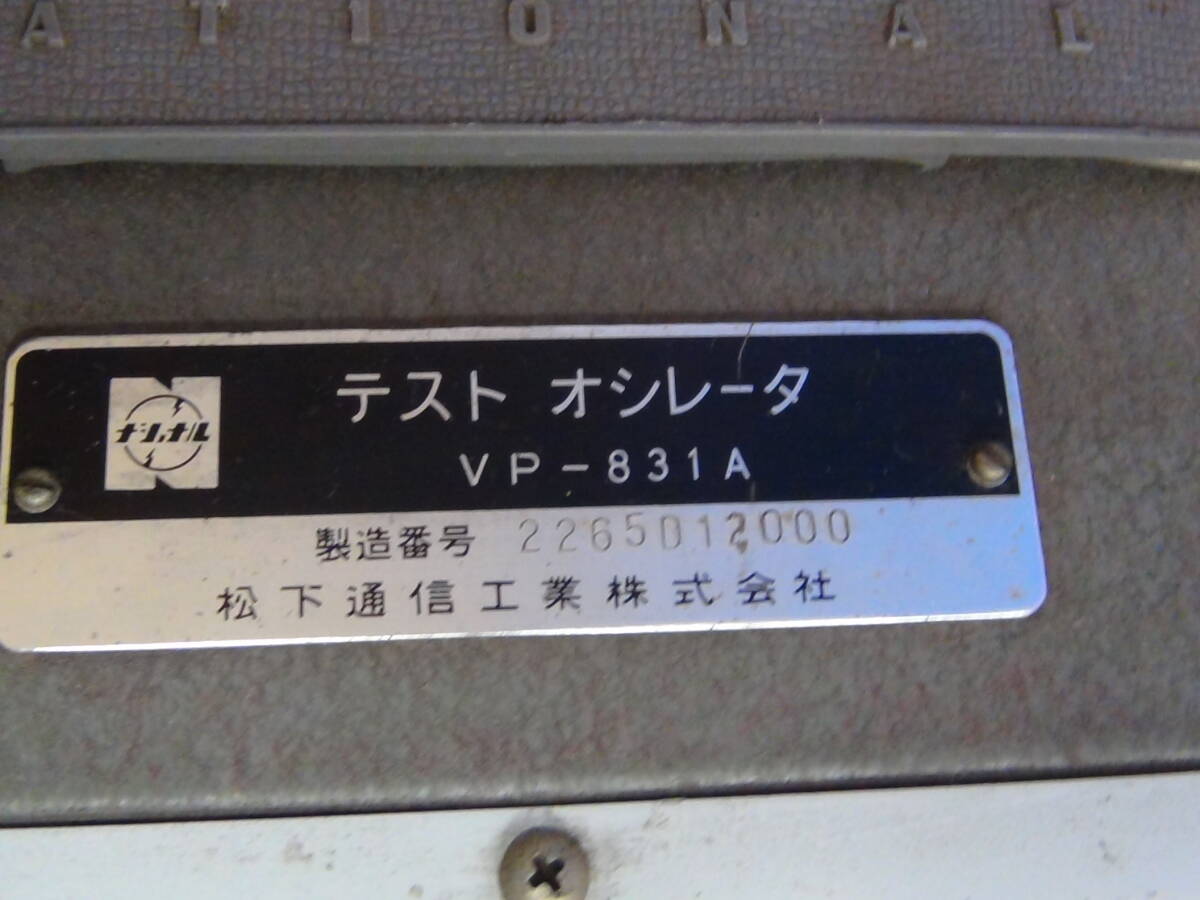 ATIONAL
ナショナル
テスト オシレータ
VP-831A
製造番号 2265D12000
松下通信工業株式会社